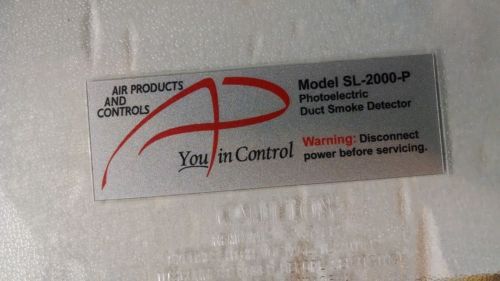 AIR PRODUCTS
AND
CONTROLS
You in Control
Model SL-2000-P
Photoelectric
Duct Smoke Detector
Warning: Disconnect
power before servicing.